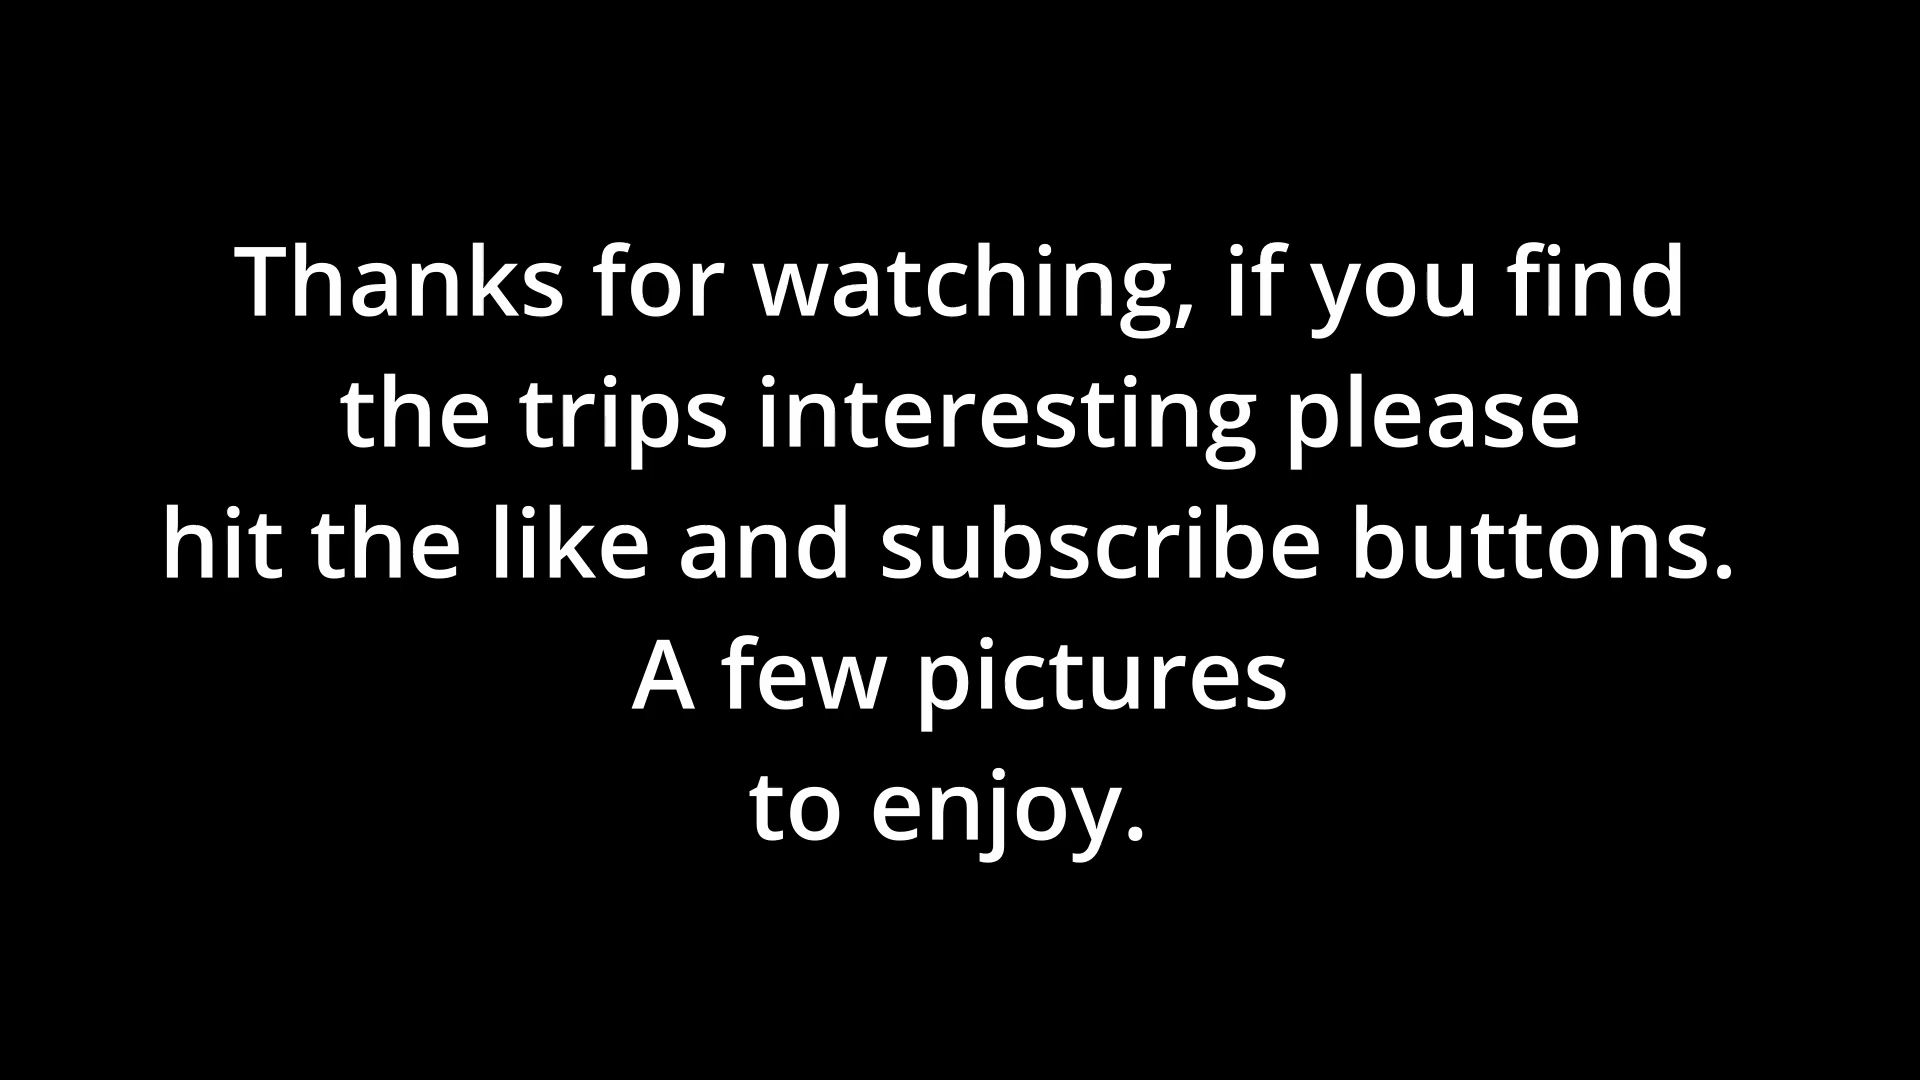 Thanks for watching, if you find
the trips interesting please
hit the like and subscribe buttons.
A few pictures
to enjoy.